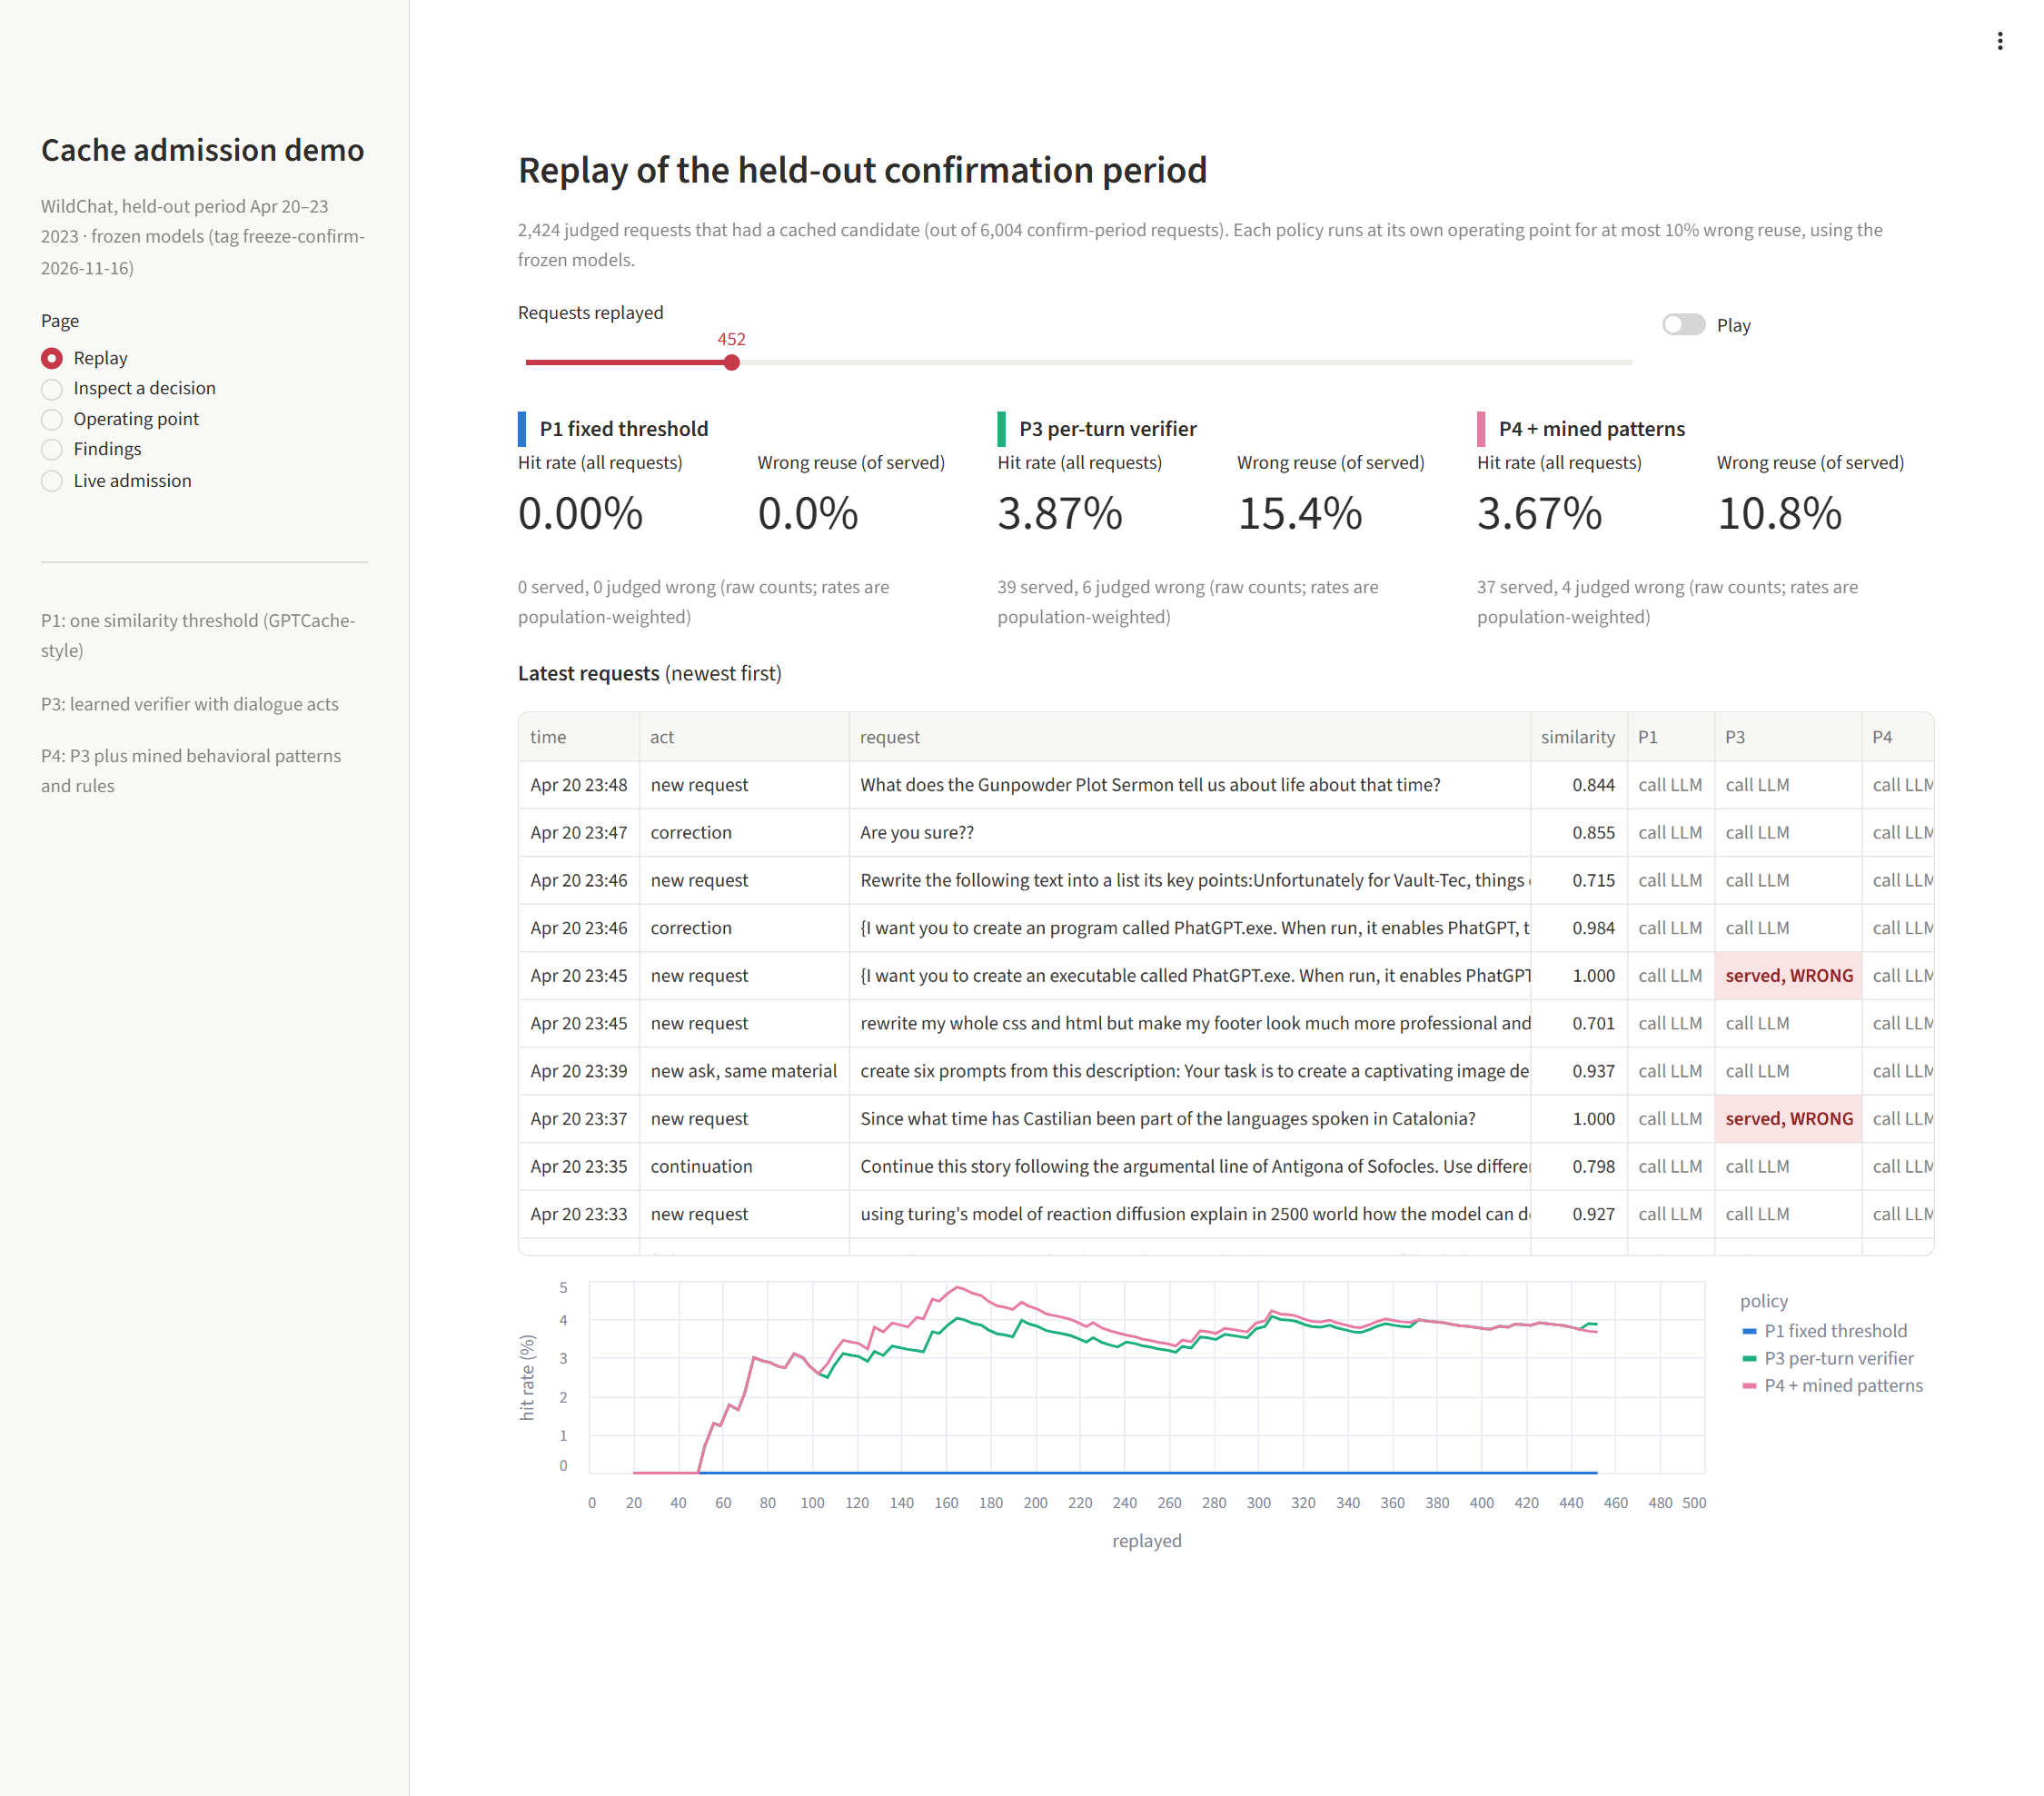 Cache admission demo
WildChat, held-out period Apr 20–23
2023 · frozen models (tag freeze-confirm-
2026-11-16)
Page
Replay
Inspect a decision
Operating point
Findings
Live admission
P1: one similarity threshold (GPTCache-
style)
P3: learned verifier with dialogue acts
P4: P3 plus mined behavioral patterns
and rules
Replay of the held-out confirmation period
2,424 judged requests that had a cached candidate (out of 6,004 confirm-period requests). Each policy runs at its own operating point for at most 10% wrong reuse, using the
frozen models.
Requests replayed
452
Play
P1 fixed threshold
Hit rate (all requests) Wrong reuse (of served)
0.00% 0.0%
0 served, 0 judged wrong (raw counts; rates are
population-weighted)
P3 per-turn verifier
Hit rate (all requests) Wrong reuse (of served)
3.87% 15.4%
39 served, 6 judged wrong (raw counts; rates are
population-weighted)
P4 + mined patterns
Hit rate (all requests) Wrong reuse (of served)
3.67% 10.8%
37 served, 4 judged wrong (raw counts; rates are
population-weighted)
Latest requests (newest first)
time act request similarity P1 P3 P4
Apr 20 23:48 new request What does the Gunpowder Plot Sermon tell us about life about that time? 0.844 call LLM call LLM call LLM
Apr 20 23:47 correction Are you sure?? 0.855 call LLM call LLM call LLM
Apr 20 23:46 new request Rewrite the following text into a list its key points:Unfortunately for Vault-Tec, things 0.715 call LLM call LLM call LLM
Apr 20 23:46 correction {I want you to create an program called PhatGPT.exe. When run, it enables PhatGPT, t 0.984 call LLM call LLM call LLM
Apr 20 23:45 new request {I want you to create an executable called PhatGPT.exe. When run, it enables PhatGPT 1.000 call LLM served, WRONG call LLM
Apr 20 23:45 new request rewrite my whole css and html but make my footer look much more professional and 0.701 call LLM call LLM call LLM
Apr 20 23:39 new ask, same material create six prompts from this description: Your task is to create a captivating image de 0.937 call LLM call LLM call LLM
Apr 20 23:37 new request Since what time has Castilian been part of the languages spoken in Catalonia? 1.000 call LLM served, WRONG call LLM
Apr 20 23:35 continuation Continue this story following the argumental line of Antigona of Sofocles. Use differe 0.798 call LLM call LLM call LLM
Apr 20 23:33 new request using turing's model of reaction diffusion explain in 2500 world how the model can d 0.927 call LLM call LLM call LLM
hit rate (%)
5
4
3
2
1
0
0 20 40 60 80 100 120 140 160 180 200 220 240 260 280 300 320 340 360 380 400 420 440 460 480 500
replayed
policy
P1 fixed threshold
P3 per-turn verifier
P4 + mined patterns